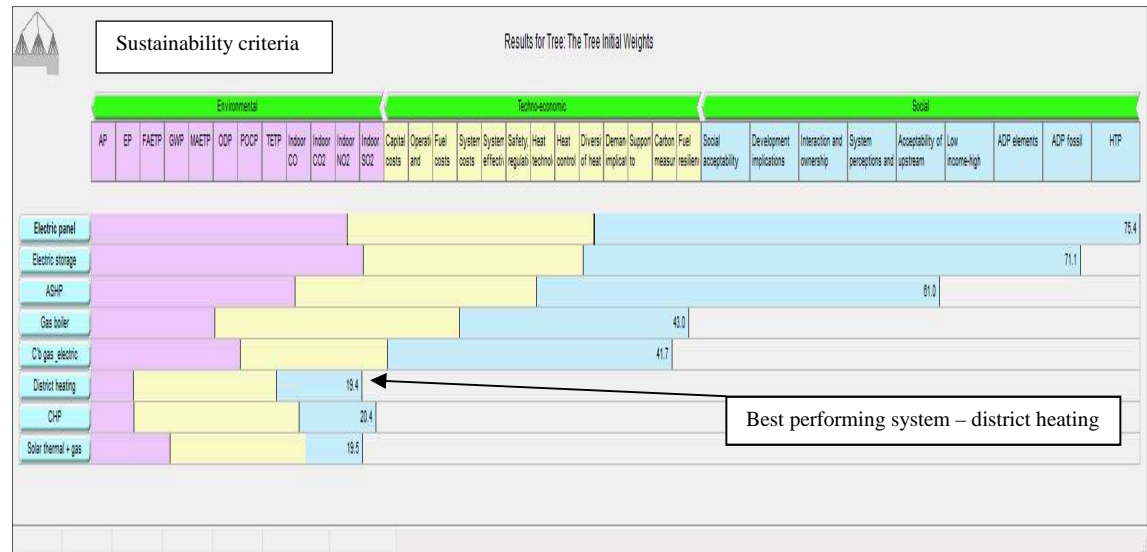 Sustainability criteria
Results for Tree: The Tree Initial Weights
Environmental Techno-economic Social
AP EP FAETP GWP MAETP ODP POCP TETP Indoor Indoor Indoor Indoor Capital Operati Fuel System System Safety, Heat Heat Diversi Deman Support Carbon Fuel Social Development Interaction and System Acceptability of Low ADP elements ADP fossil HTP
CO CO2 NO2 SO2 costs and costs costs effecti regulati technol control of heat implicat to measur resilien acceptability implications ownership perceptions and upstream income-high
Electric panel 75.4
Electric storage 71.1
ASHP 61.0
Gas boiler 43.0
C'b gas_electric 41.7
District heating 19.4
CHP 20.4
Best performing system – district heating
Solar thermal + gas 19.5